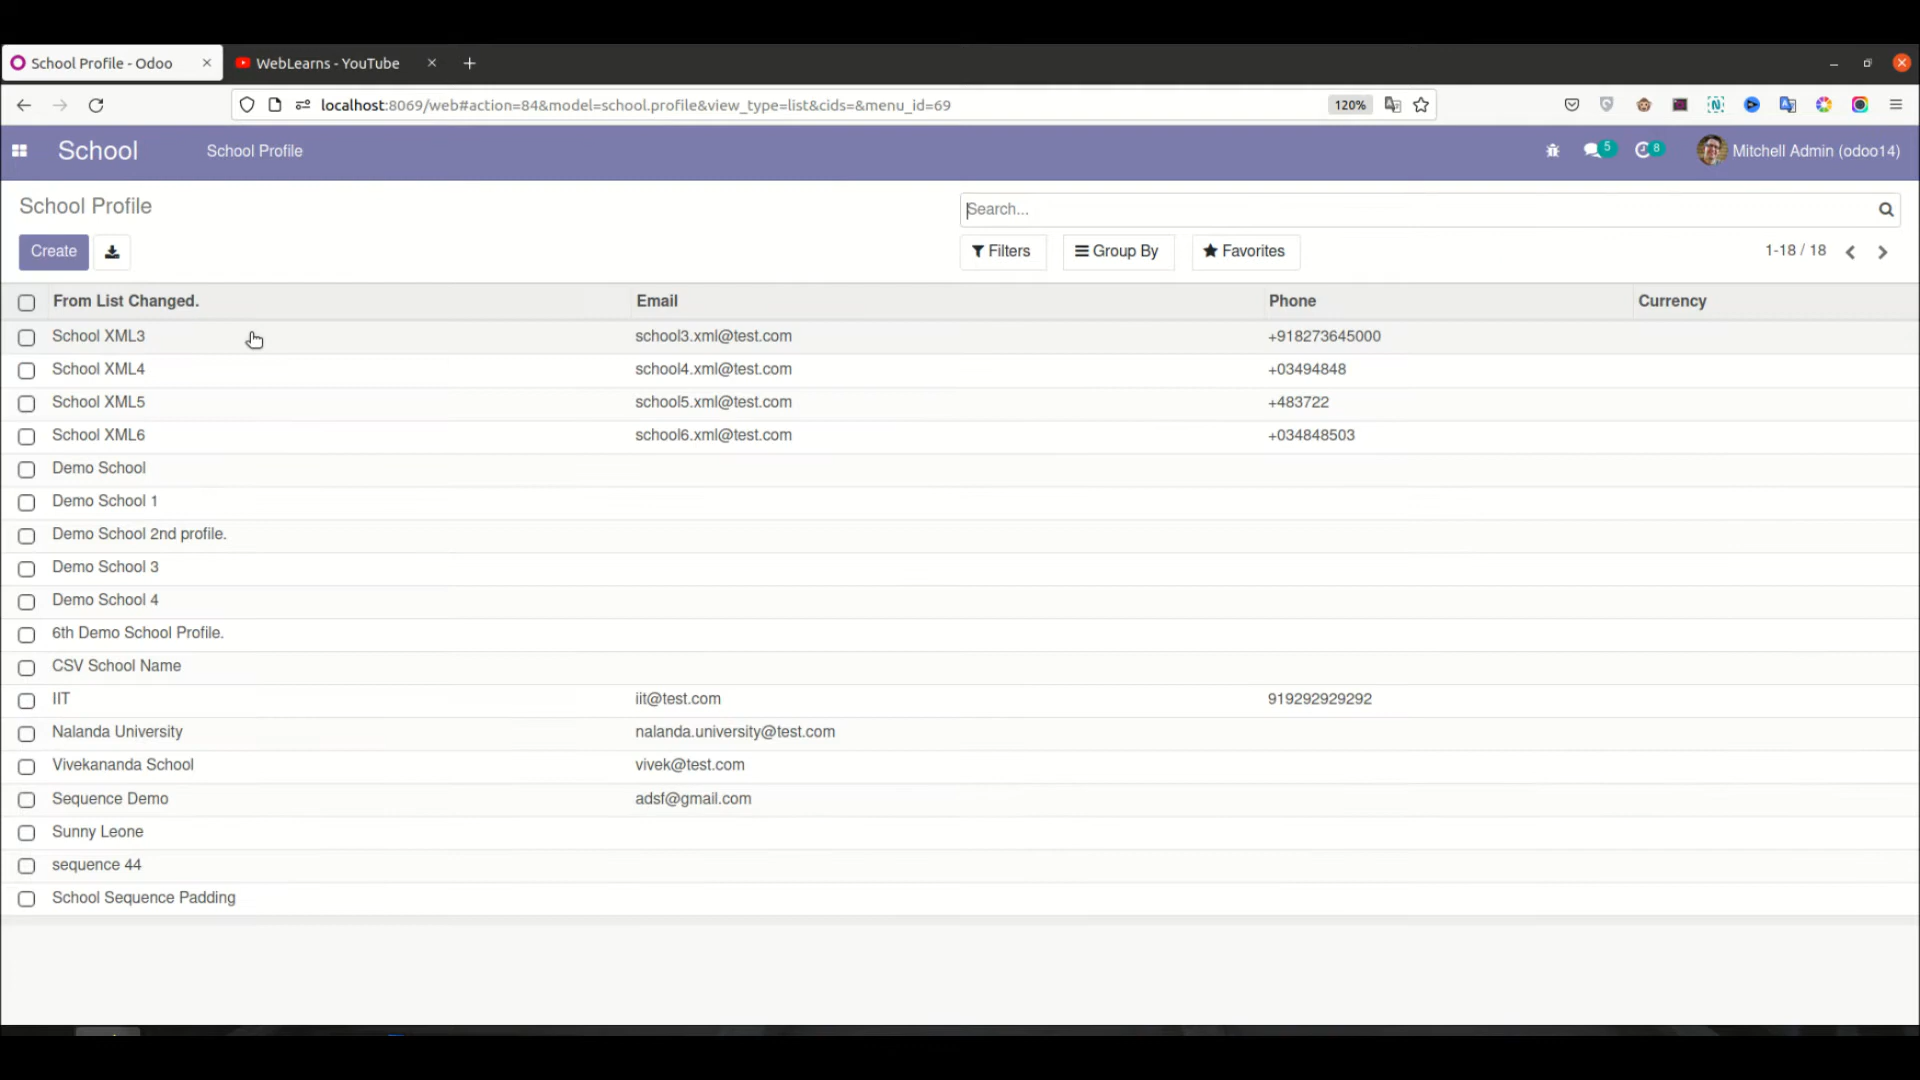 School Profile - Odoo
WebLearns - YouTube
localhost:8069/web#action=84&model=school.profile&view_type=list&cids=&menu_id=69
120%
School
School Profile
5
8
Mitchell Admin (odoo14)
School Profile
Search...
Create
Filters
Group By
Favorites
1-18 / 18
From List Changed. Email Phone Currency
School XML3 school3.xml@test.com +918273645000
School XML4 school4.xml@test.com +03494848
School XML5 school5.xml@test.com +483722
School XML6 school6.xml@test.com +034848503
Demo School
Demo School 1
Demo School 2nd profile.
Demo School 3
Demo School 4
6th Demo School Profile.
CSV School Name
IIT iit@test.com 919292929292
Nalanda University nalanda.university@test.com
Vivekananda School vivek@test.com
Sequence Demo adsf@gmail.com
Sunny Leone
sequence 44
School Sequence Padding